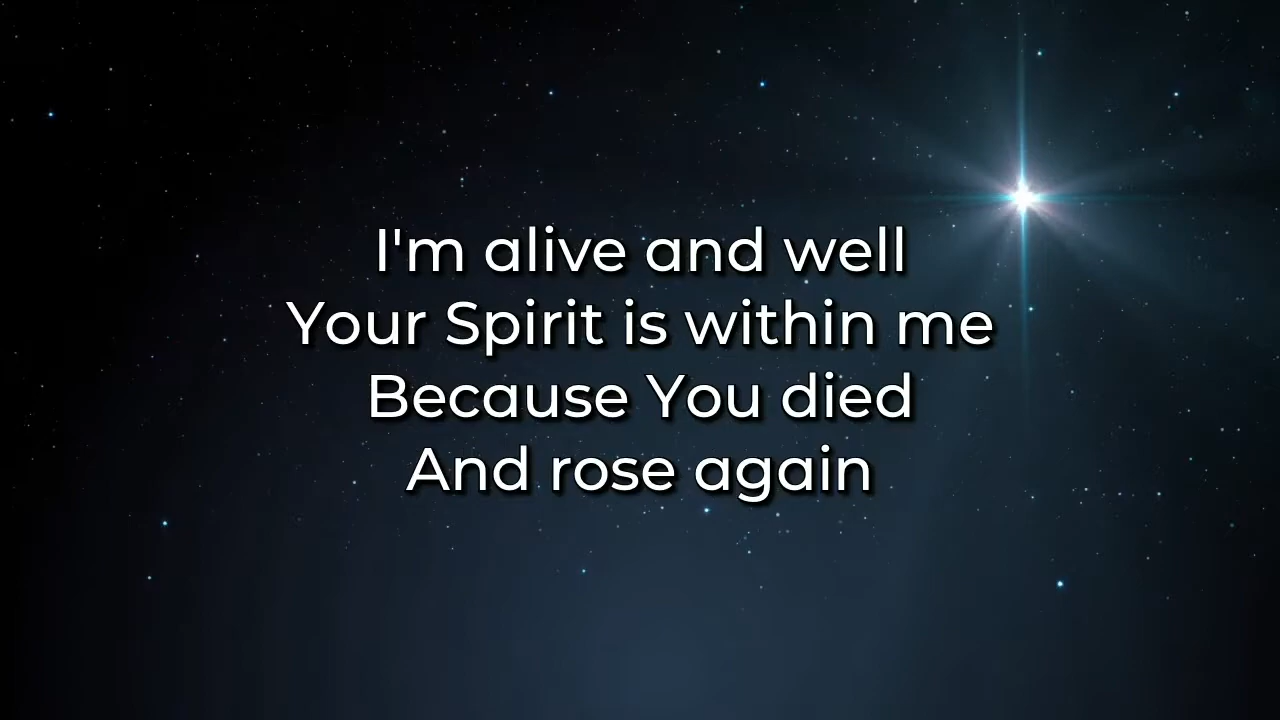 I'm alive and well
Your Spirit is within me
Because You died
And rose again